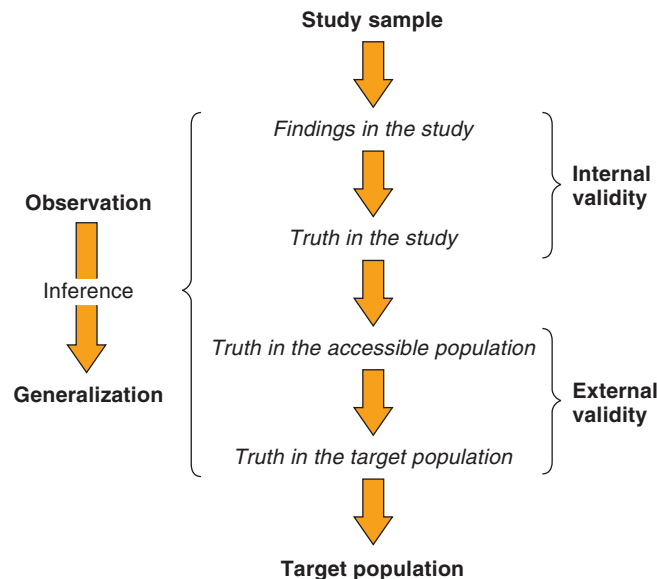 Study sample
Findings in the study
Internal
validity
Observation
Truth in the study
Inference
Truth in the accessible population
Generalization
External
validity
Truth in the target population
Target population